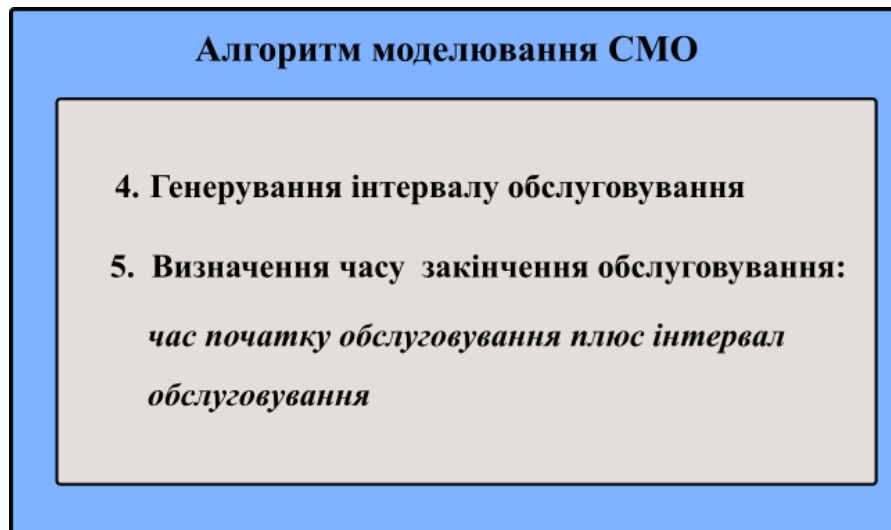 Алгоритм моделювання СМО
4. Генерування інтервалу обслуговування
5. Визначення часу закінчення обслуговування:
час початку обслуговування плюс інтервал
обслуговування